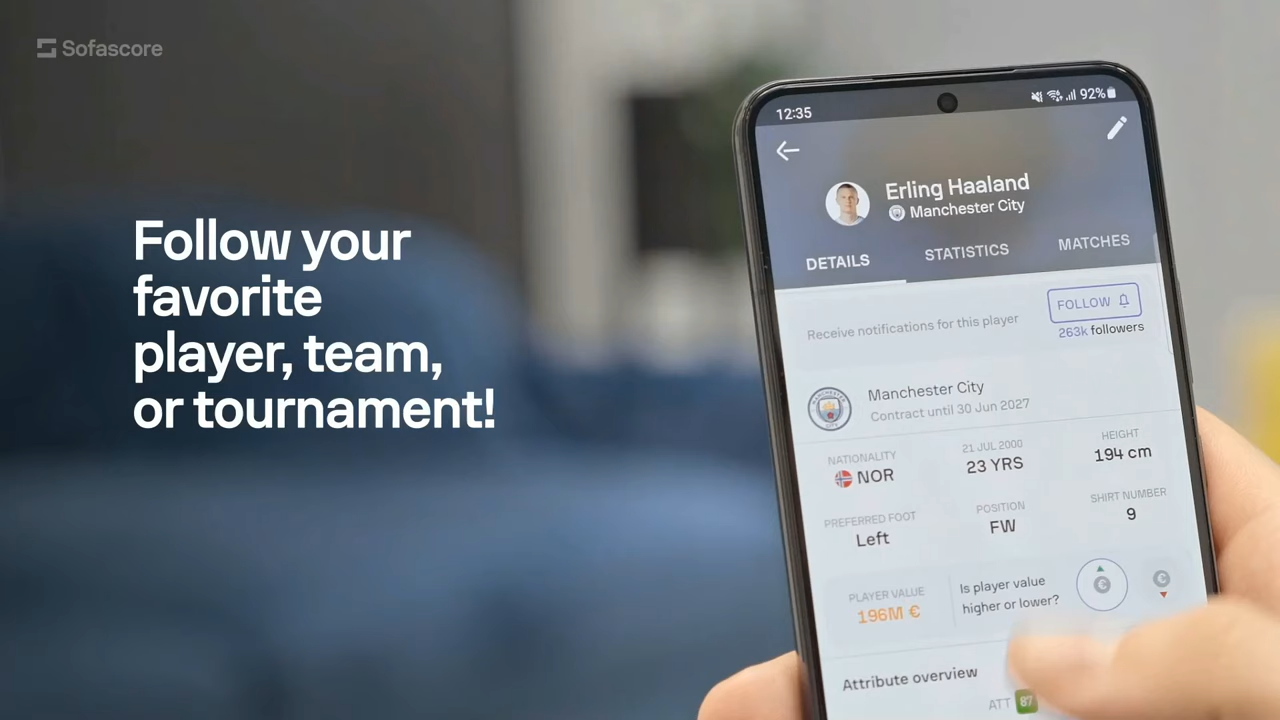 Sofascore
Follow your
favorite
player, team,
or tournament!
12:35
92%
Erling Haaland
Manchester City
DETAILS
STATISTICS
MATCHES
Receive notifications for this player
FOLLOW
263k followers
Manchester City
Contract until 30 Jun 2027
NATIONALITY
NOR
21 JUL 2000
23 YRS
HEIGHT
194 cm
PREFERRED FOOT
Left
POSITION
FW
SHIRT NUMBER
9
PLAYER VALUE
196M €
Is player value
higher or lower?
Attribute overview
ATT 87